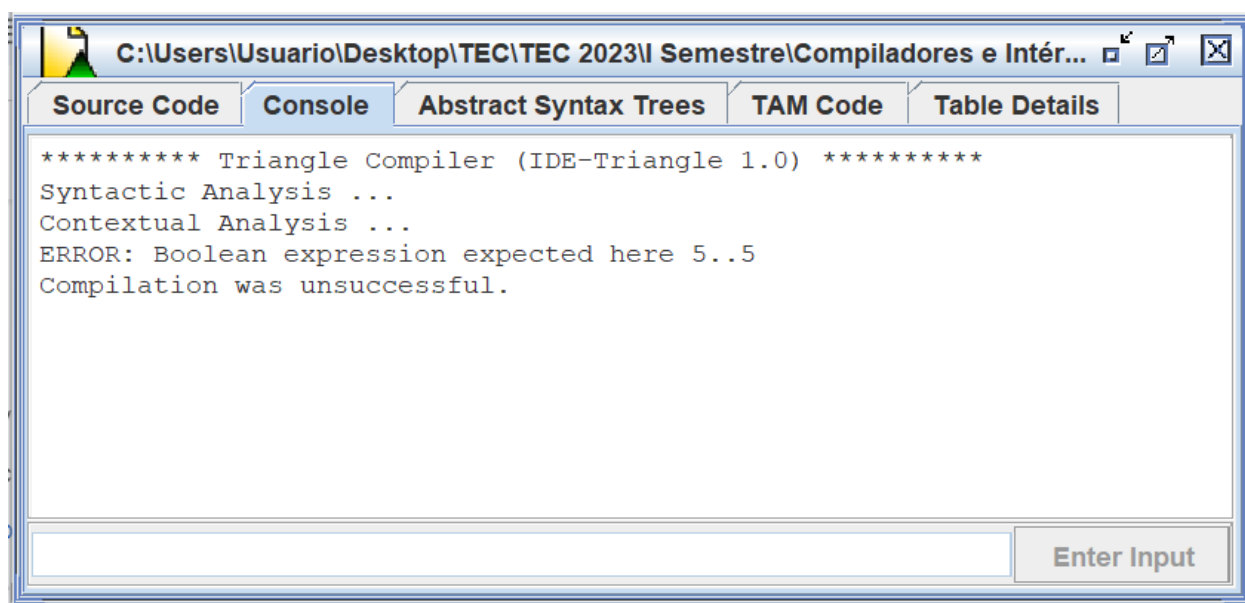 C:\Users\Usuario\Desktop\TEC\TEC 2023\I Semestre\Compiladores e Intér...
Source Code Console Abstract Syntax Trees TAM Code Table Details
********** Triangle Compiler (IDE-Triangle 1.0) **********
Syntactic Analysis ...
Contextual Analysis ...
ERROR: Boolean expression expected here 5..5
Compilation was unsuccessful.
Enter Input